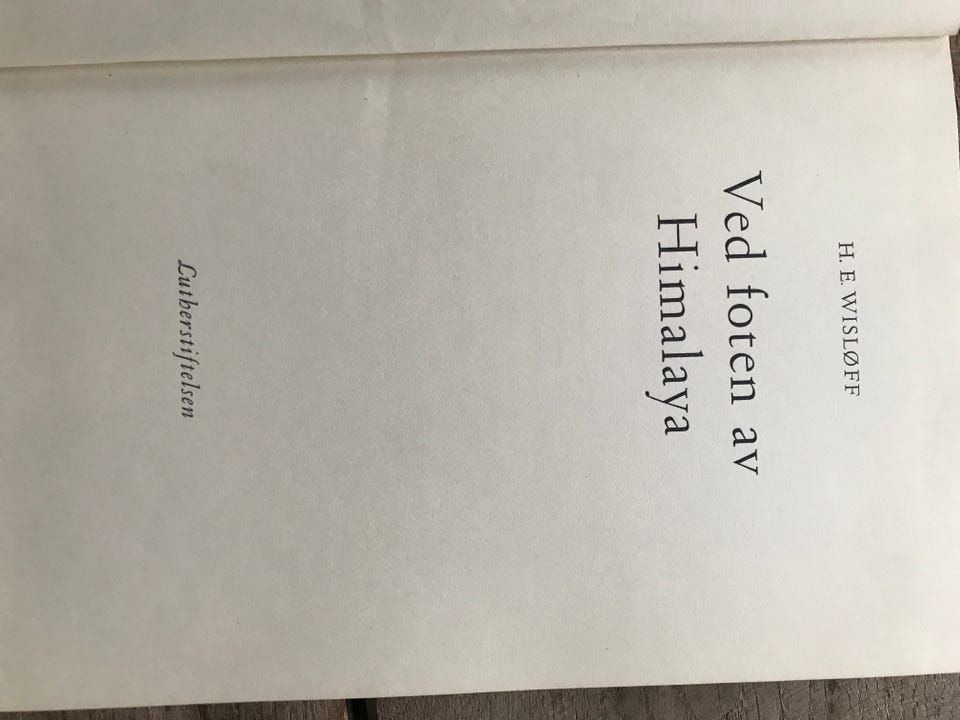 H. E. WISLØFF
Ved foten av
Himalaya
Lutherstiftelsen